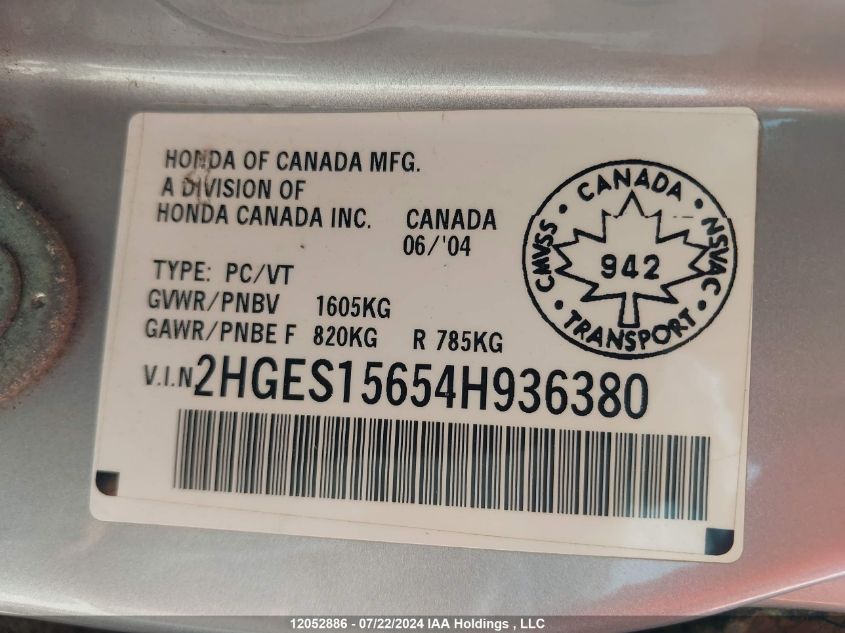 HONDA OF CANADA MFG.
A DIVISION OF
HONDA CANADA INC. CANADA
06/'04
TYPE: PC/VT
GVWR/PNBV 1605KG
GAWR/PNBE F 820KG R 785KG
V.I.N 2HGES15654H936380
CANADA
CMVSS • NSVAC
942
TRANSPORT
12052886 - 07/22/2024 IAA Holdings , LLC